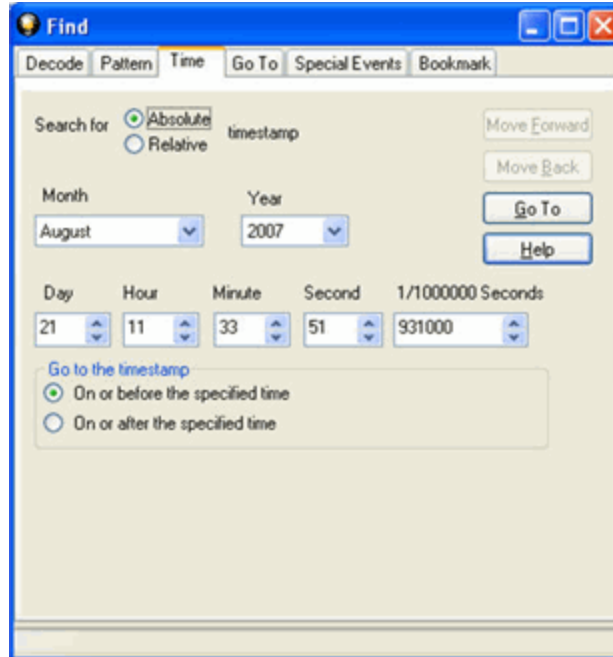 Find
Decode Pattern Time Go To Special Events Bookmark
Search for Absolute timestamp
Relative
Move Forward
Move Back
Month Year
August 2007
Go To
Help
Day Hour Minute Second 1/1000000 Seconds
21 11 33 51 931000
Go to the timestamp
On or before the specified time
On or after the specified time